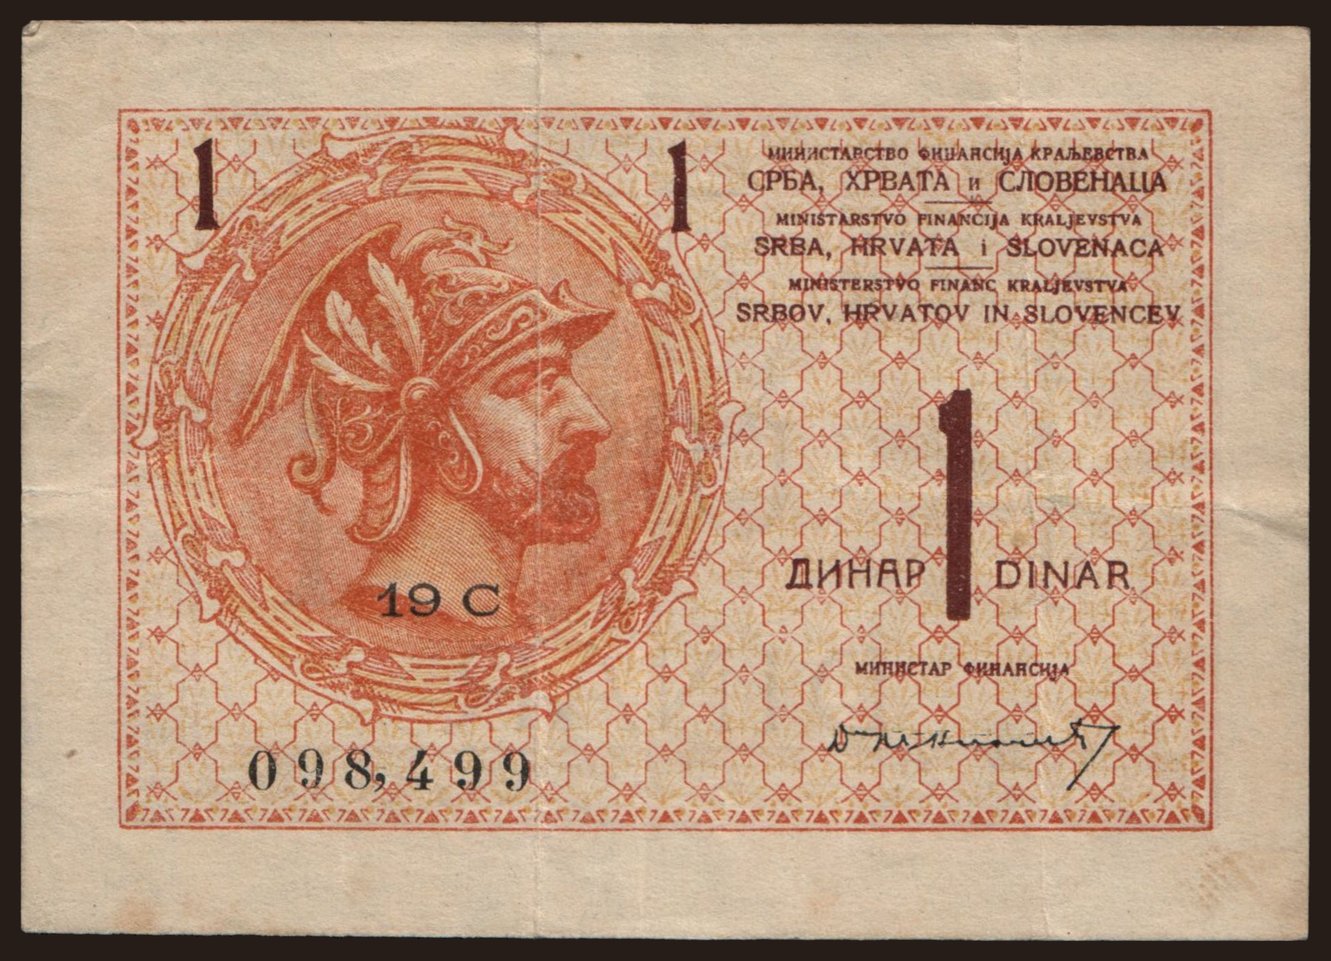 1 1
МИНИСТАРСТВО ФИНАНСИЈА КРАЉЕВСТВА
СРБА, ХРВАТА и СЛОВЕНАЦА
MINISTARSTVO FINANCIJA KRALJEVSTVA
SRBA, HRVATA i SLOVENACA
MINISTERSTVO FINANC KRALJEVSTVA
SRBOV, HRVATOV IN SLOVENCEV
ДИНАР 1 DINAR
19 C
МИНИСТАР ФИНАНСИЈА
098,499